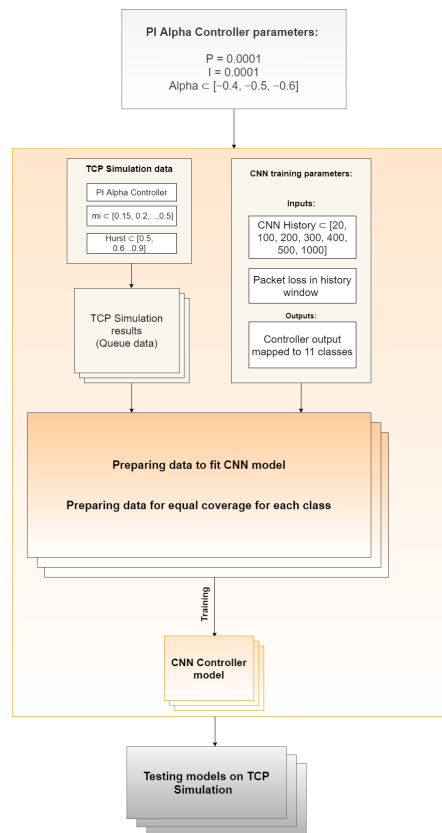 PI Alpha Controller parameters:
P = 0.0001
I = 0.0001
Alpha ⊂ [−0.4, −0.5, −0.6]
TCP Simulation data
PI Alpha Controller
mi ⊂ [0.15, 0.2,...,0.5]
Hurst ⊂ [0.5,
0.6...0.9]
TCP Simulation
results
(Queue data)
CNN training parameters:
Inputs:
CNN History ⊂ [20,
100, 200, 300, 400,
500, 1000]
Packet loss in history
window
Outputs:
Controller output
mapped to 11 classes
Preparing data to fit CNN model
Preparing data for equal coverage for each class
Training
CNN Controller
model
Testing models on TCP
Simulation